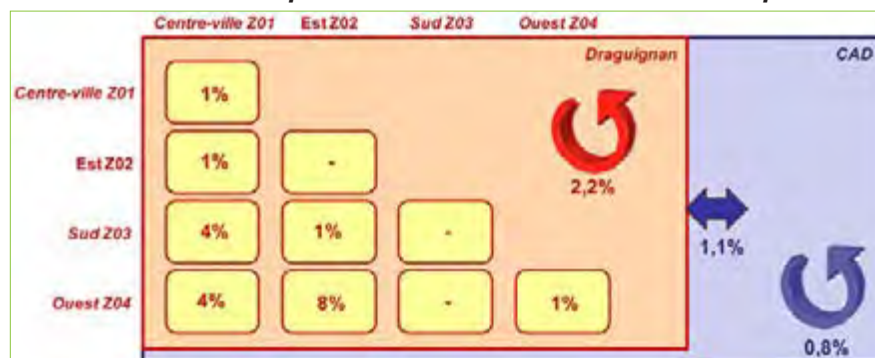 Centre-ville Z01 Est Z02 Sud Z03 Ouest Z04
Draguignan CAD
Centre-ville Z01 1%
2,2%
Est Z02 1% -
Sud Z03 4% 1% -
1,1%
Ouest Z04 4% 8% - 1%
0,8%